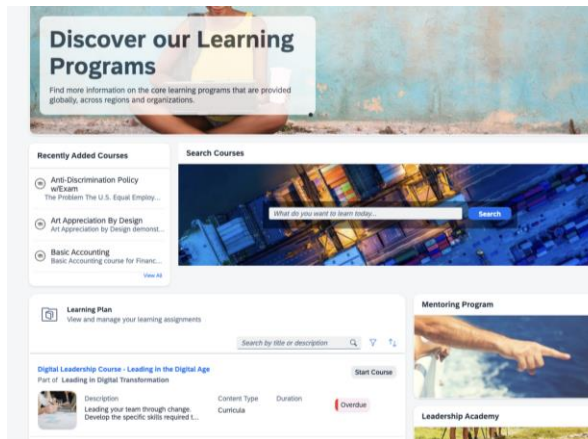 Discover our Learning
Programs
Find more information on the core learning programs that are provided
globally, across regions and organizations.
Recently Added Courses
Anti-Discrimination Policy
w/Exam
The Problem The U.S. Equal Employ...
Art Appreciation By Design
Art Appreciation by Design demonst...
Basic Accounting
Basic Accounting course for Financ...
View All
Search Courses
What do you want to learn today...
Search
Learning Plan
View and manage your learning assignments
Search by title or description
Digital Leadership Course - Leading in the Digital Age
Part of Leading in Digital Transformation
Start Course
Description
Leading your team through change.
Develop the specific skills required t...
Content Type
Curricula
Duration
Overdue
Mentoring Program
Leadership Academy